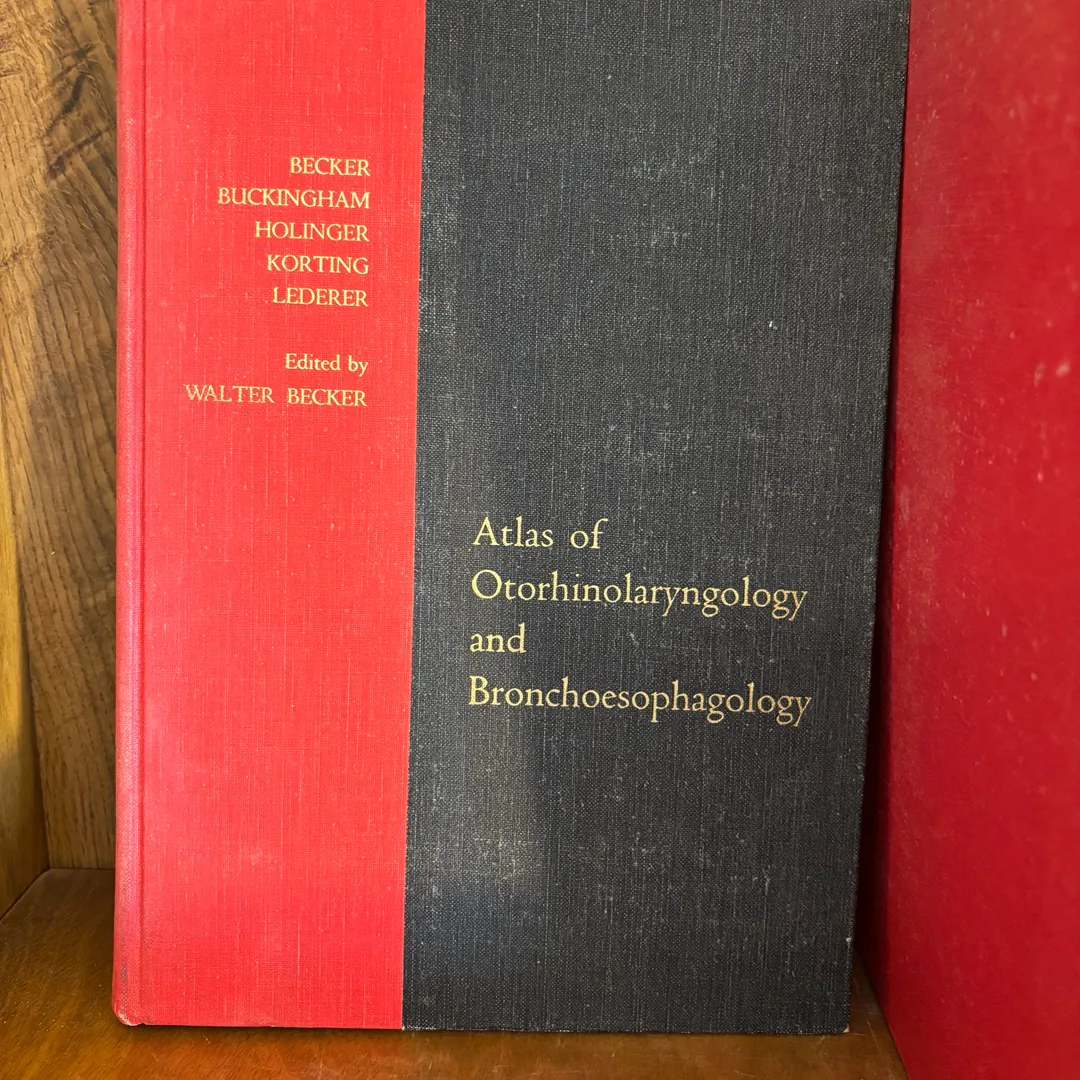 BECKER
BUCKINGHAM
HOLINGER
KORTING
LEDERER
Edited by
WALTER BECKER
Atlas of
Otorhinolaryngology
and
Bronchoesophagology